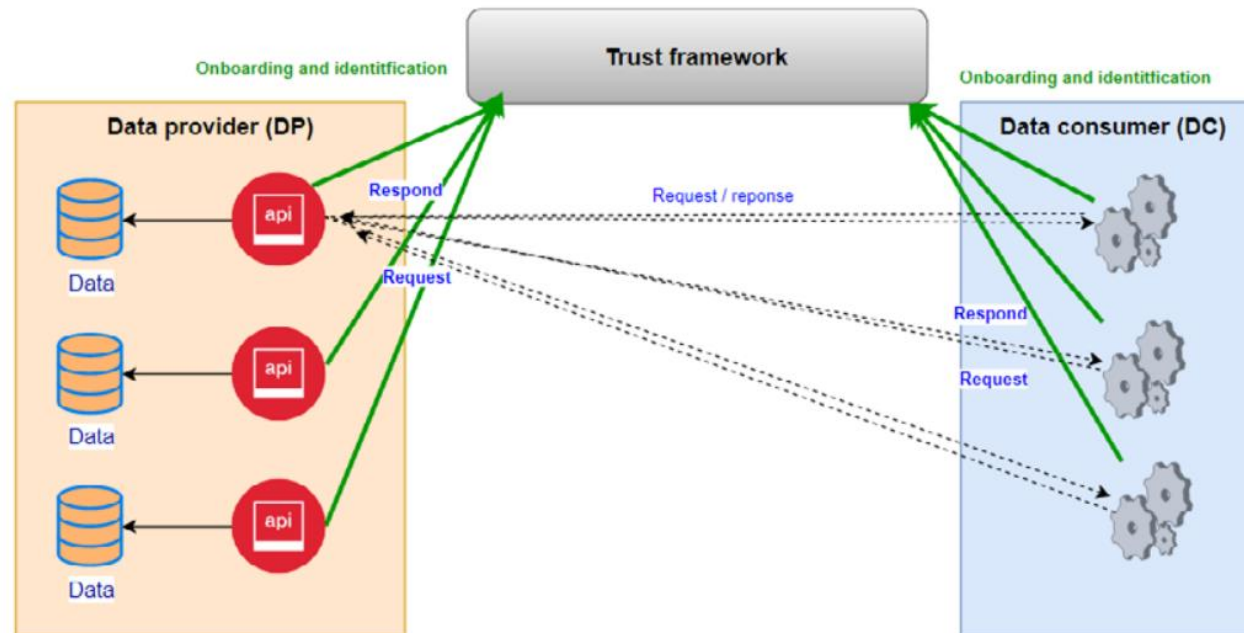 Trust framework
Onboarding and identitfication
Onboarding and identitfication
Data provider (DP)
Data consumer (DC)
Respond
Request / reponse
api
Data
Request
Respond
api
Request
Data
api
Data